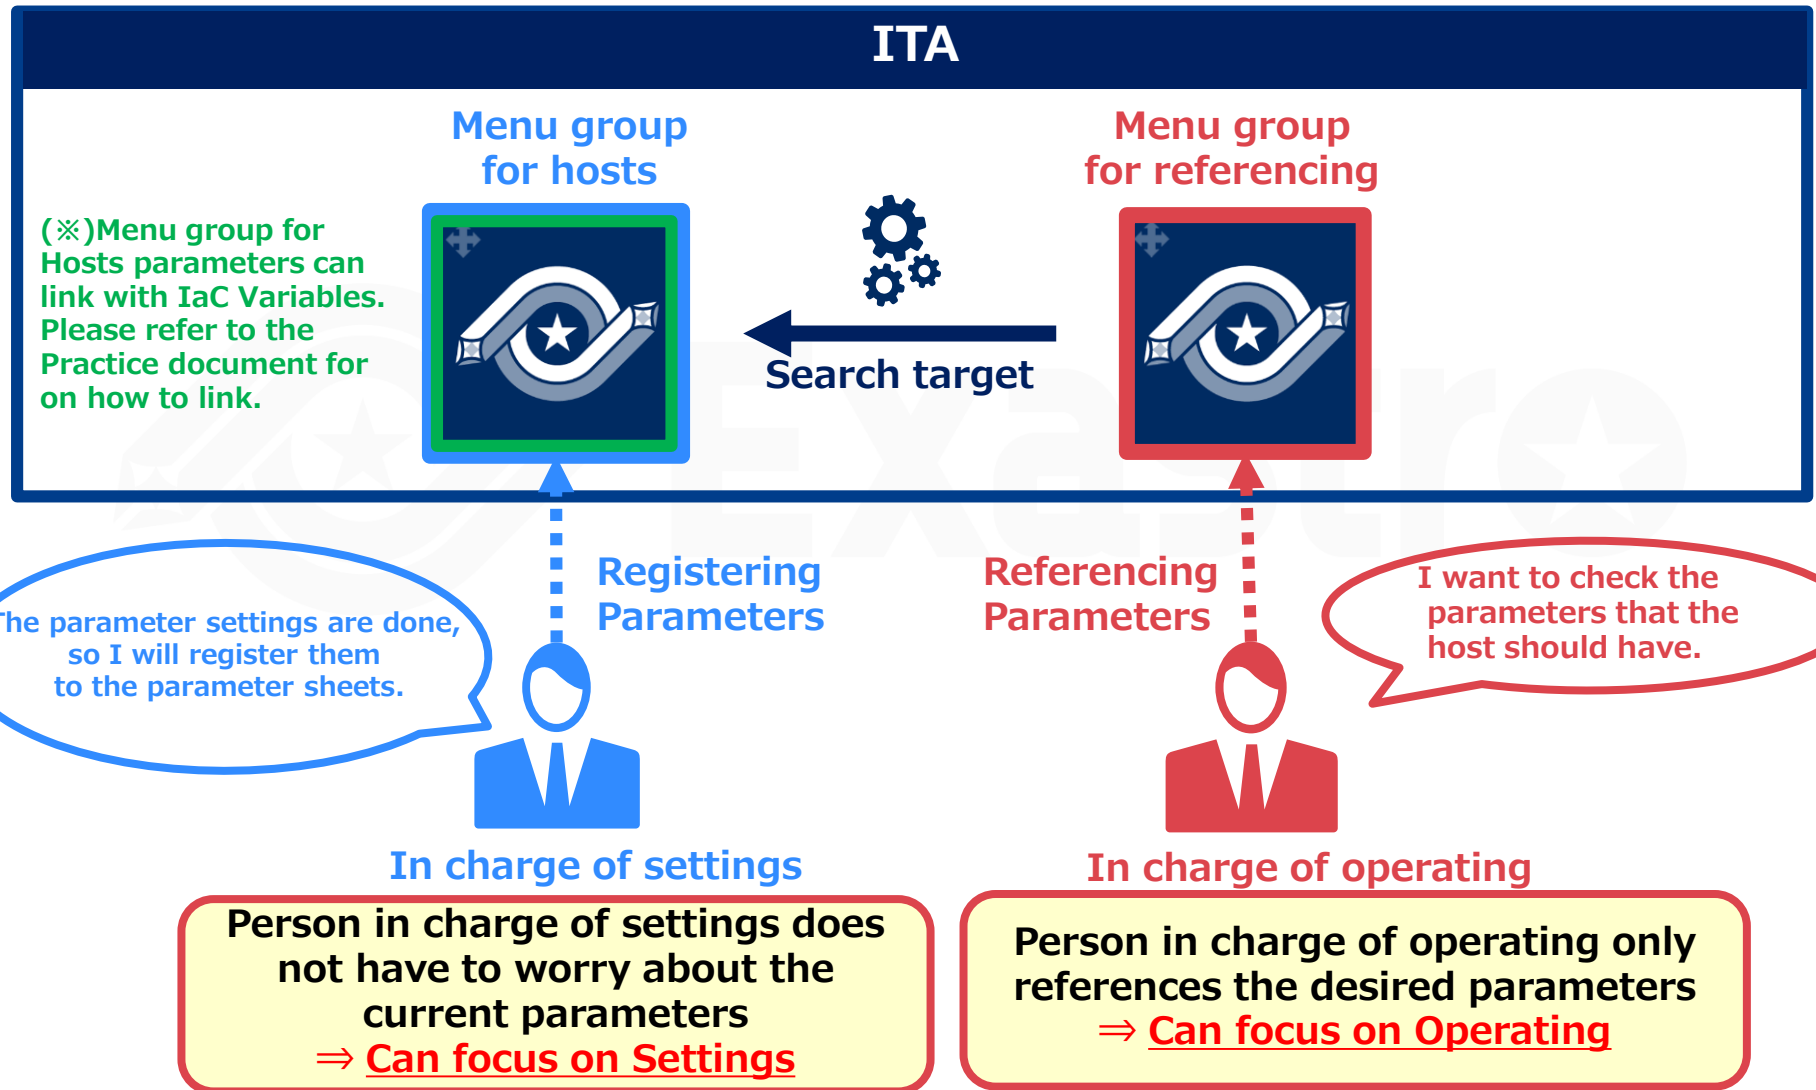 ITA
Menu group
for hosts
Menu group
for referencing
(※)Menu group for
Hosts parameters can
link with IaC Variables.
Please refer to the
Practice document for
on how to link.
Search target
Exastro
Registering
Parameters
Referencing
Parameters
The parameter settings are done,
so I will register them
to the parameter sheets.
I want to check the
parameters that the
host should have.
In charge of settings
In charge of operating
Person in charge of settings does
not have to worry about the
current parameters
⇒ Can focus on Settings
Person in charge of operating only
references the desired parameters
⇒ Can focus on Operating